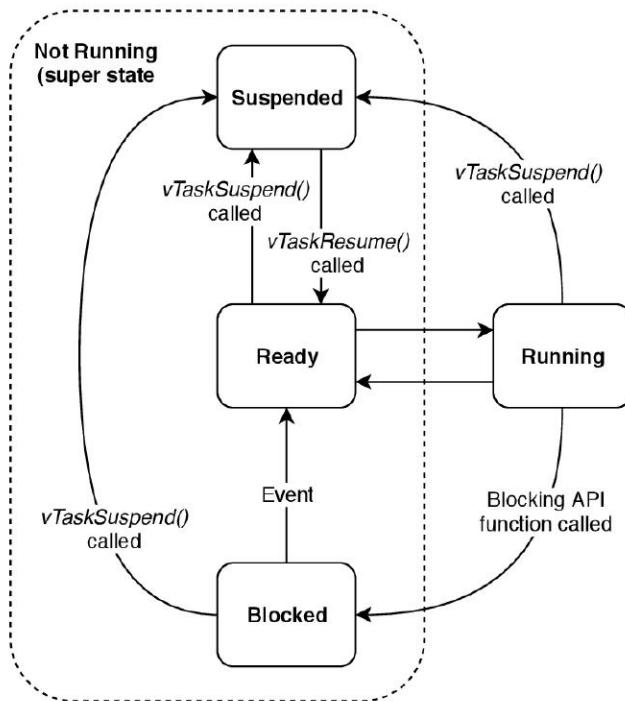 Not Running
(super state
Suspended
vTaskSuspend()
called
vTaskSuspend()
called
vTaskResume()
called
Ready
Running
Event
Blocking API
function called
vTaskSuspend()
called
Blocked